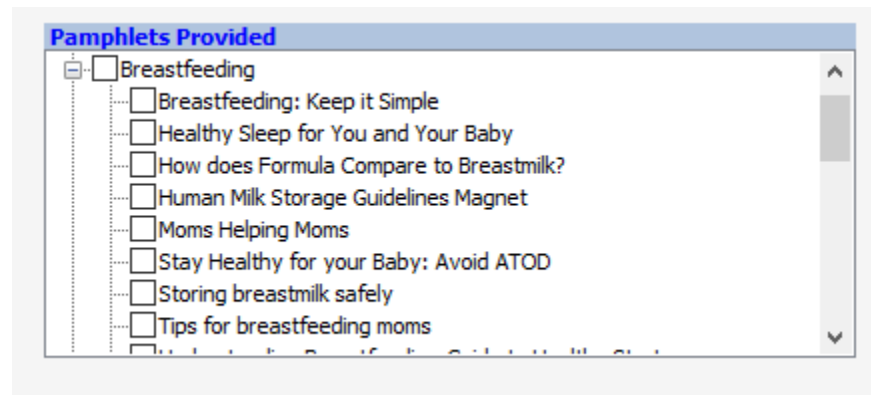 Pamphlets Provided
Breastfeeding
Breastfeeding: Keep it Simple
Healthy Sleep for You and Your Baby
How does Formula Compare to Breastmilk?
Human Milk Storage Guidelines Magnet
Moms Helping Moms
Stay Healthy for your Baby: Avoid ATOD
Storing breastmilk safely
Tips for breastfeeding moms